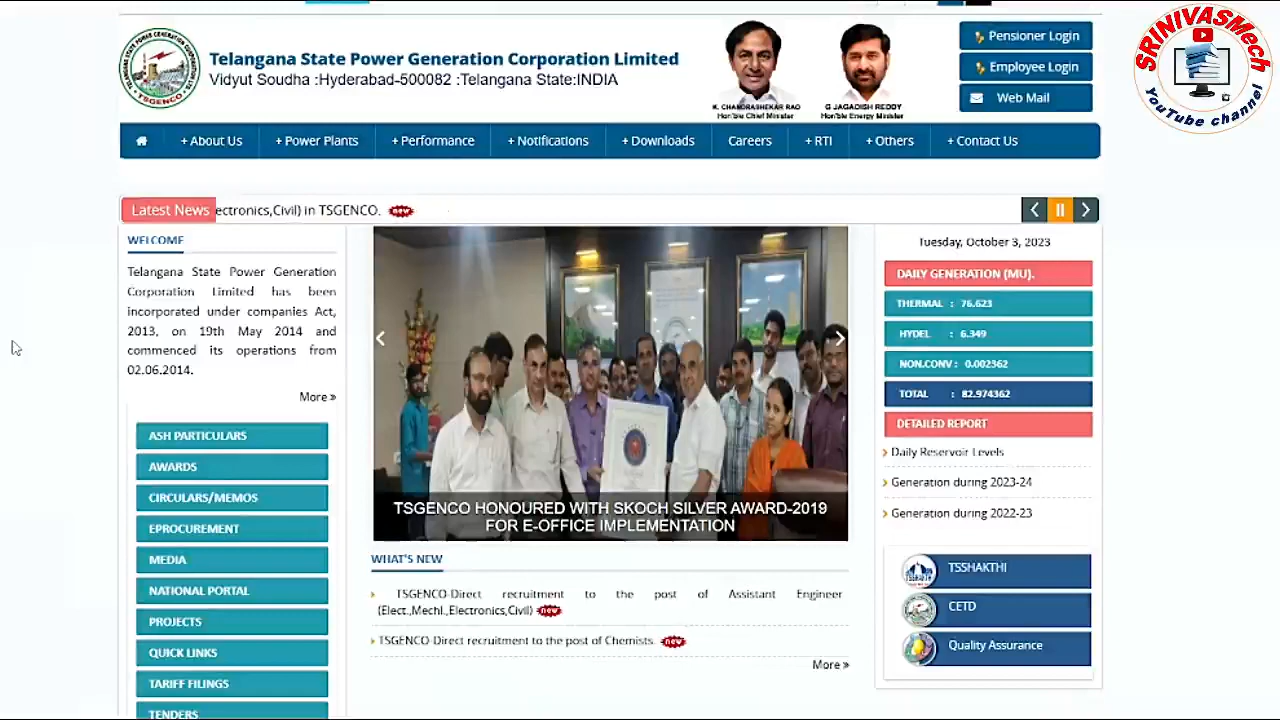 Telangana State Power Generation Corporation Limited
Vidyut Soudha :Hyderabad-500082 :Telangana State:INDIA
TSGENCO
K. CHANDRASHEKAR RAO
Hon'ble Chief Minister
G JAGADISH REDDY
Hon'ble Energy Minister
Pensioner Login
Employee Login
Web Mail
SRINIVASMech
YouTube channel
+ About Us
+ Power Plants
+ Performance
+ Notifications
+ Downloads
Careers
+ RTI
+ Others
+ Contact Us
Latest News
ectronics,Civil) in TSGENCO. new
WELCOME
Telangana State Power Generation
Corporation Limited has been
incorporated under companies Act,
2013, on 19th May 2014 and
commenced its operations from
02.06.2014.
More »
ASH PARTICULARS
AWARDS
CIRCULARS/MEMOS
EPROCUREMENT
MEDIA
NATIONAL PORTAL
PROJECTS
QUICK LINKS
TARIFF FILINGS
TENDERS
TSGENCO HONOURED WITH SKOCH SILVER AWARD-2019
FOR E-OFFICE IMPLEMENTATION
WHAT'S NEW
TSGENCO-Direct recruitment to the post of Assistant Engineer
(Elect.,Mechl.,Electronics,Civil) new
TSGENCO-Direct recruitment to the post of Chemists. new
More »
Tuesday, October 3, 2023
DAILY GENERATION (MU).
THERMAL : 76.623
HYDEL : 6.349
NON.CONV : 0.002362
TOTAL : 82.974362
DETAILED REPORT
Daily Reservoir Levels
Generation during 2023-24
Generation during 2022-23
TSSHAKTHI
CETD
Quality Assurance